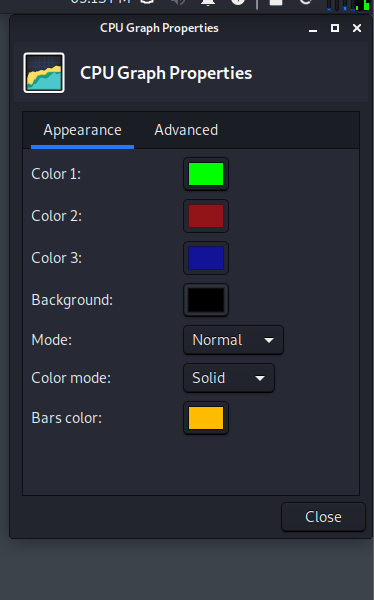 CPU Graph Properties
CPU Graph Properties
Appearance Advanced
Color 1:
Color 2:
Color 3:
Background:
Mode: Normal
Color mode: Solid
Bars color:
Close